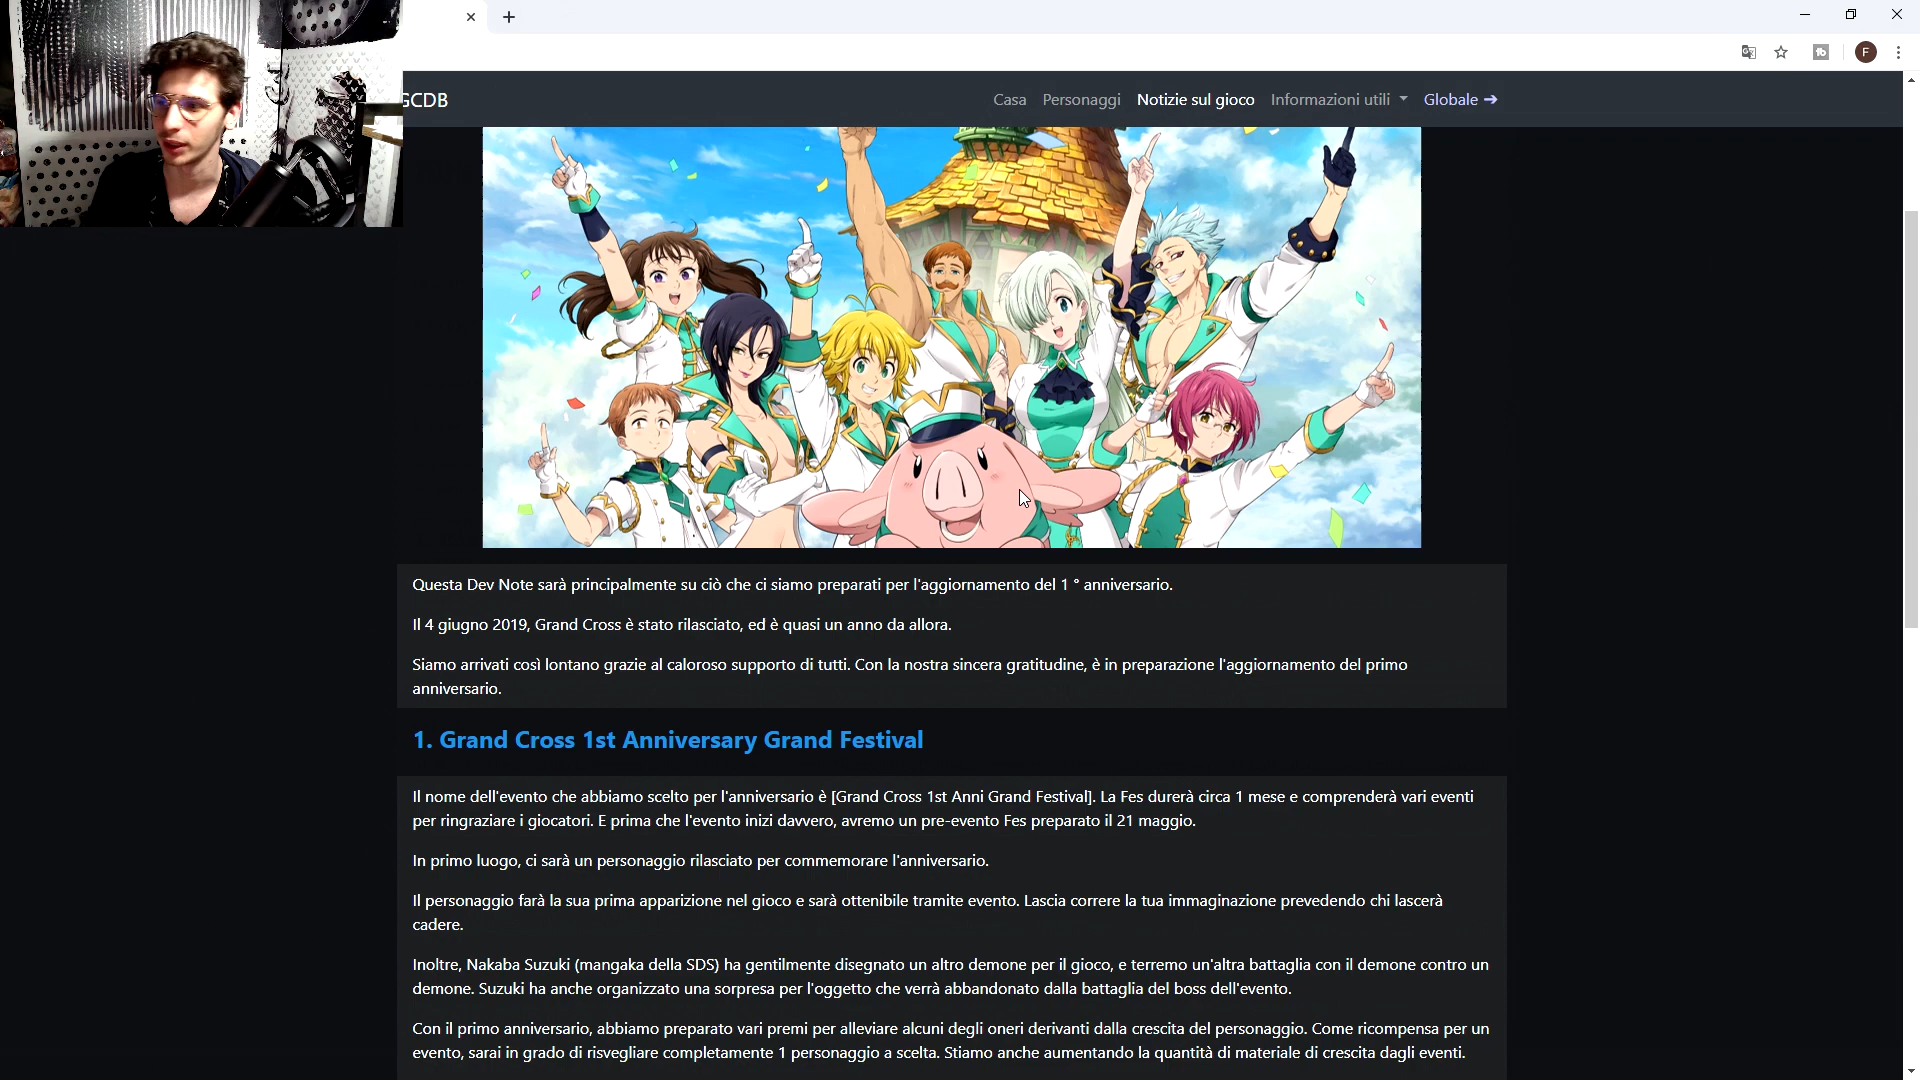 GCDB
Casa Personaggi Notizie sul gioco Informazioni utili Globale →
F
Questa Dev Note sarà principalmente su ciò che ci siamo preparati per l'aggiornamento del 1 ° anniversario.
Il 4 giugno 2019, Grand Cross è stato rilasciato, ed è quasi un anno da allora.
Siamo arrivati così lontano grazie al caloroso supporto di tutti. Con la nostra sincera gratitudine, è in preparazione l'aggiornamento del primo
anniversario.
1. Grand Cross 1st Anniversary Grand Festival
Il nome dell'evento che abbiamo scelto per l'anniversario è [Grand Cross 1st Anni Grand Festival]. La Fes durerà circa 1 mese e comprenderà vari eventi
per ringraziare i giocatori. E prima che l'evento inizi davvero, avremo un pre-evento Fes preparato il 21 maggio.
In primo luogo, ci sarà un personaggio rilasciato per commemorare l'anniversario.
Il personaggio farà la sua prima apparizione nel gioco e sarà ottenibile tramite evento. Lascia correre la tua immaginazione prevedendo chi lascerà
cadere.
Inoltre, Nakaba Suzuki (mangaka della SDS) ha gentilmente disegnato un altro demone per il gioco, e terremo un'altra battaglia con il demone contro un
demone. Suzuki ha anche organizzato una sorpresa per l'oggetto che verrà abbandonato dalla battaglia del boss dell'evento.
Con il primo anniversario, abbiamo preparato vari premi per alleviare alcuni degli oneri derivanti dalla crescita del personaggio. Come ricompensa per un
evento, sarai in grado di risvegliare completamente 1 personaggio a scelta. Stiamo anche aumentando la quantità di materiale di crescita dagli eventi.